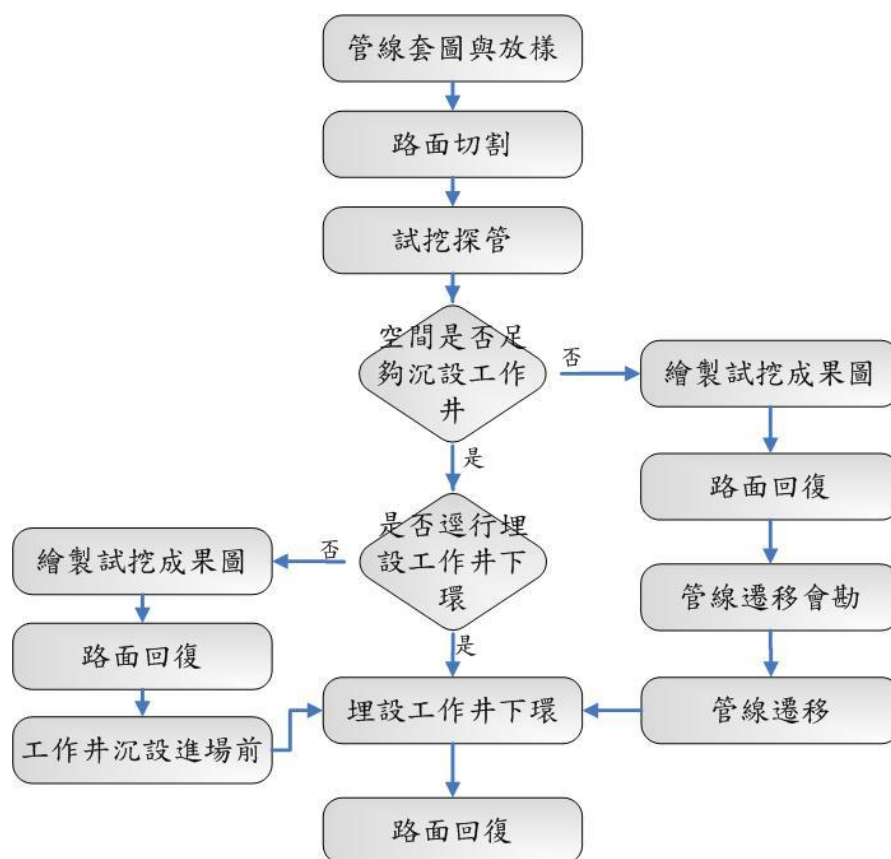 管線套圖與放樣
路面切割
試挖探管
空間是否足
夠沉設工作
井
否
繪製試挖成果圖
是
路面回復
是否逕行埋
設工作井下
環
否
繪製試挖成果圖
管線遷移會勘
路面回復
是
埋設工作井下環
管線遷移
工作井沉設進場前
路面回復